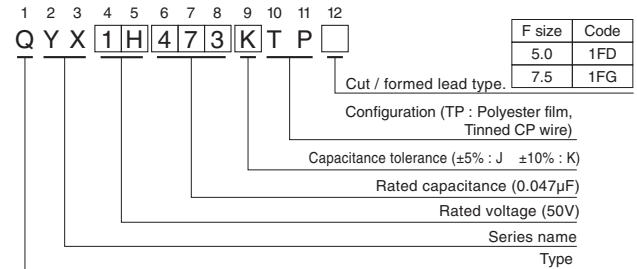 1 2 3 4 5 6 7 8 9 10 11 12
Q Y X 1 H 4 7 3 K T P
F size Code
5.0 1FD
7.5 1FG
Cut / formed lead type.
Configuration (TP : Polyester film,
Tinned CP wire)
Capacitance tolerance (±5% : J ±10% : K)
Rated capacitance (0.047μF)
Rated voltage (50V)
Series name
Type